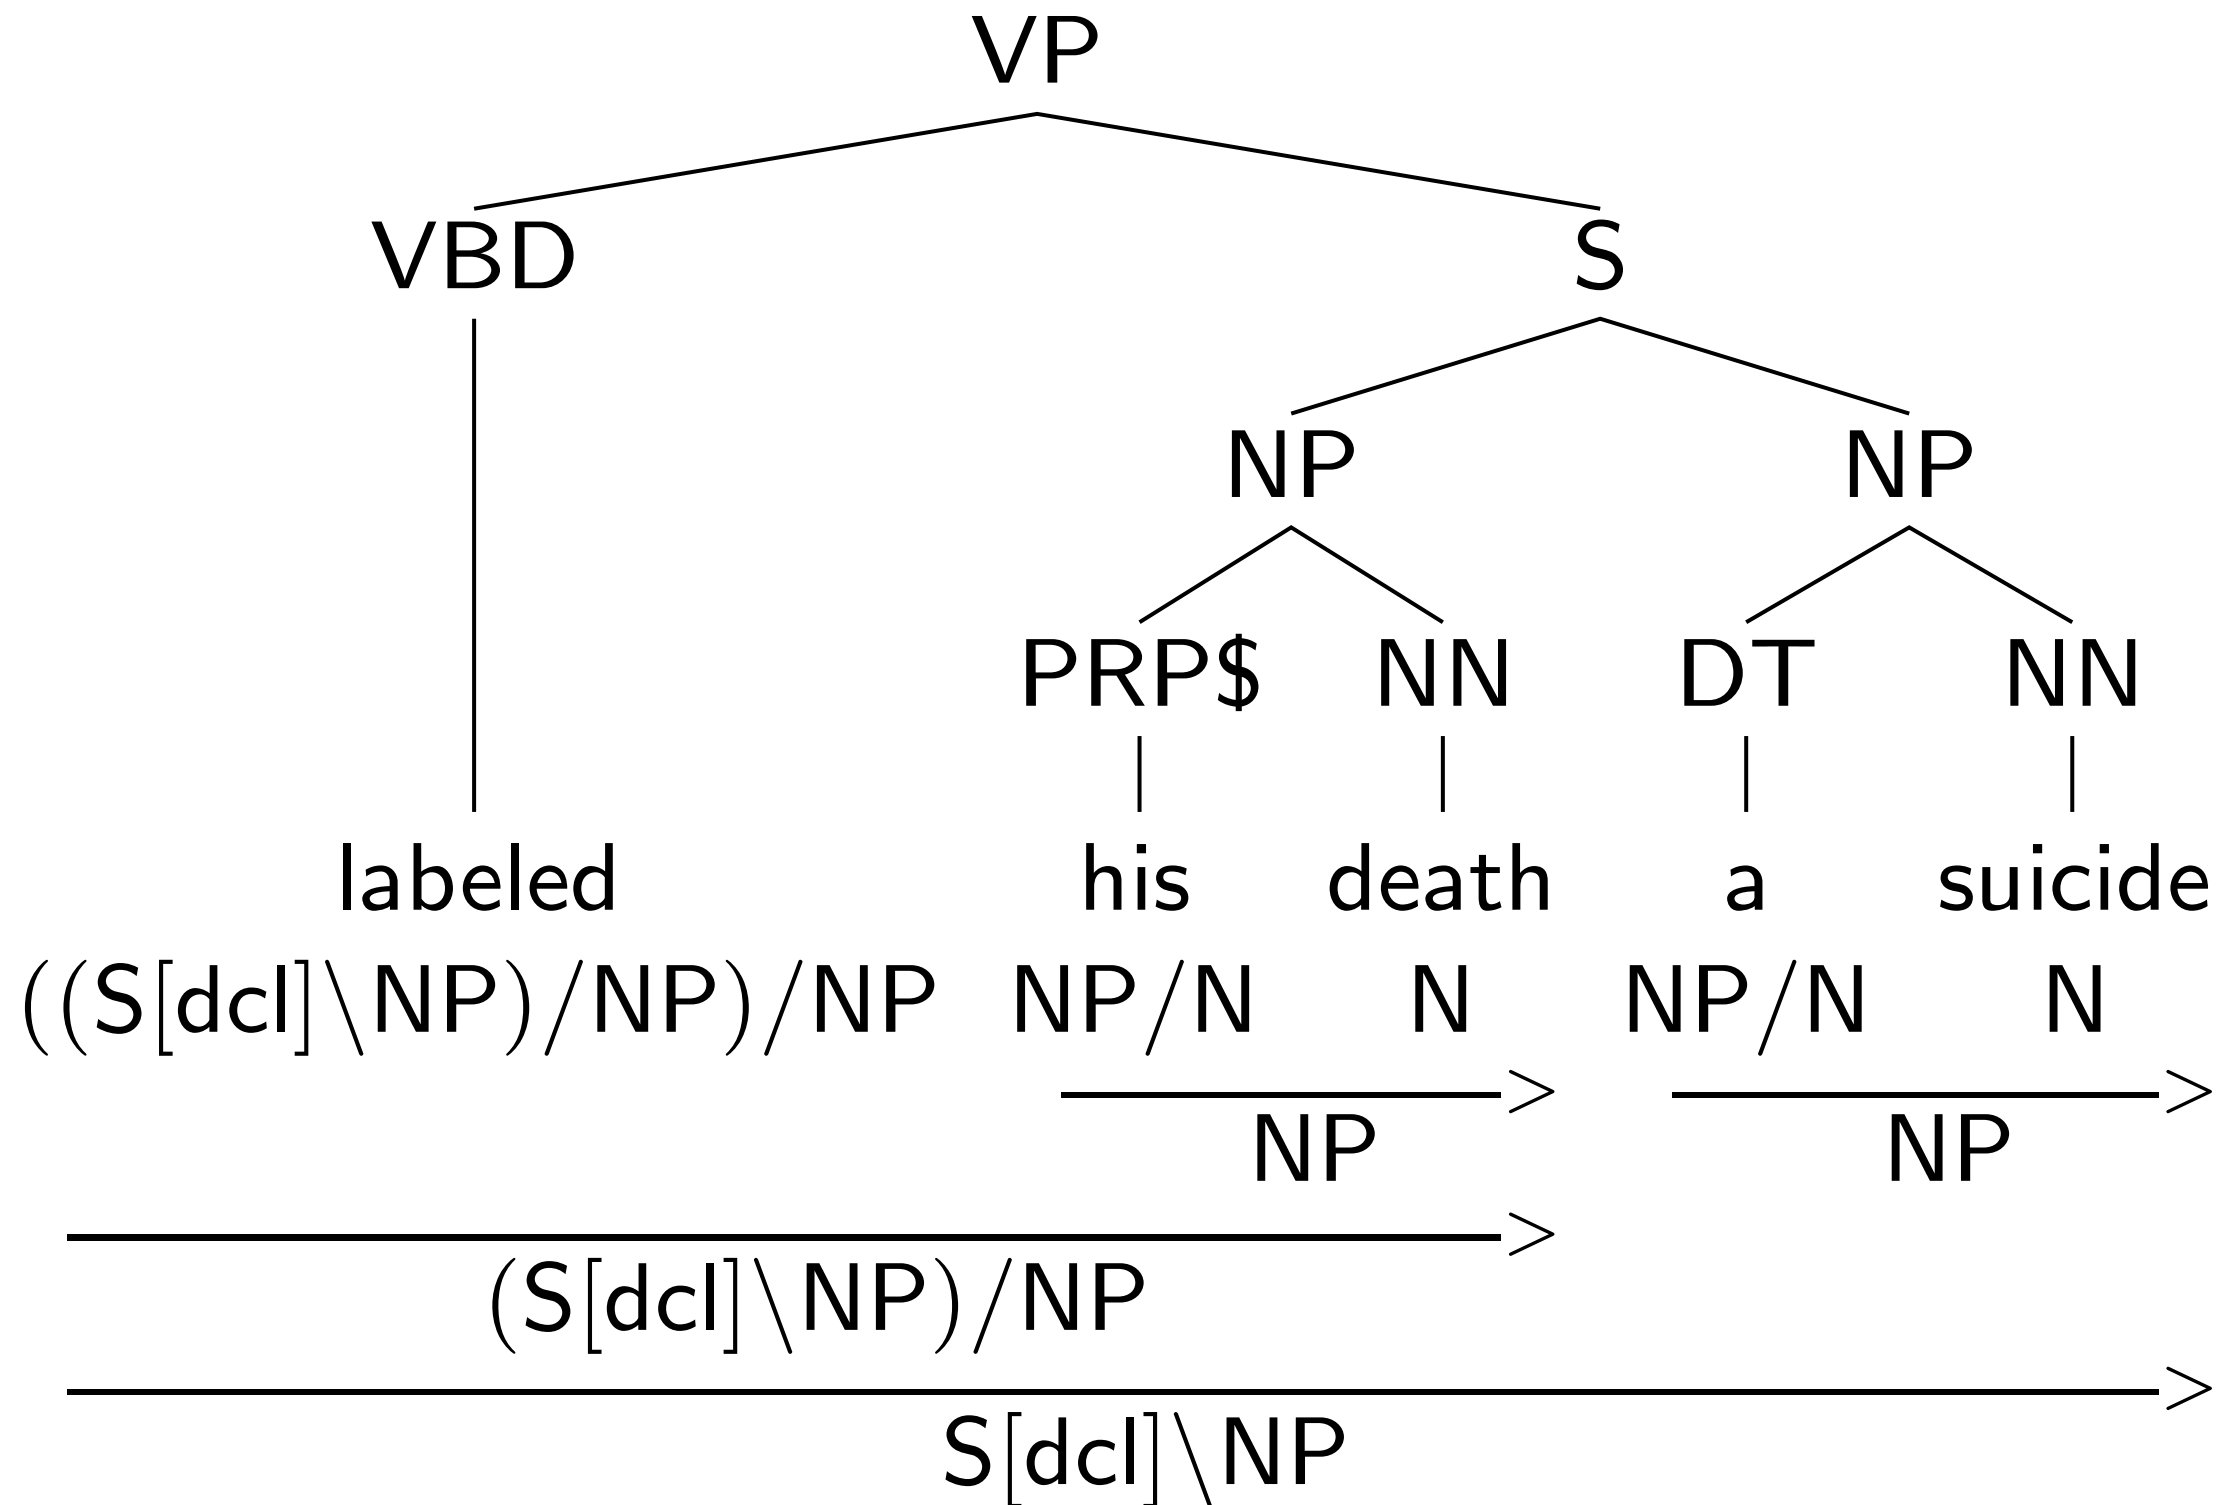 VP
VBD S
NP NP
PRP$ NN DT NN
labeled his death a suicide
((S[dcl]\NP)/NP)/NP NP/N N NP/N N
> >
NP NP
>
(S[dcl]\NP)/NP
>
S[dcl]\NP